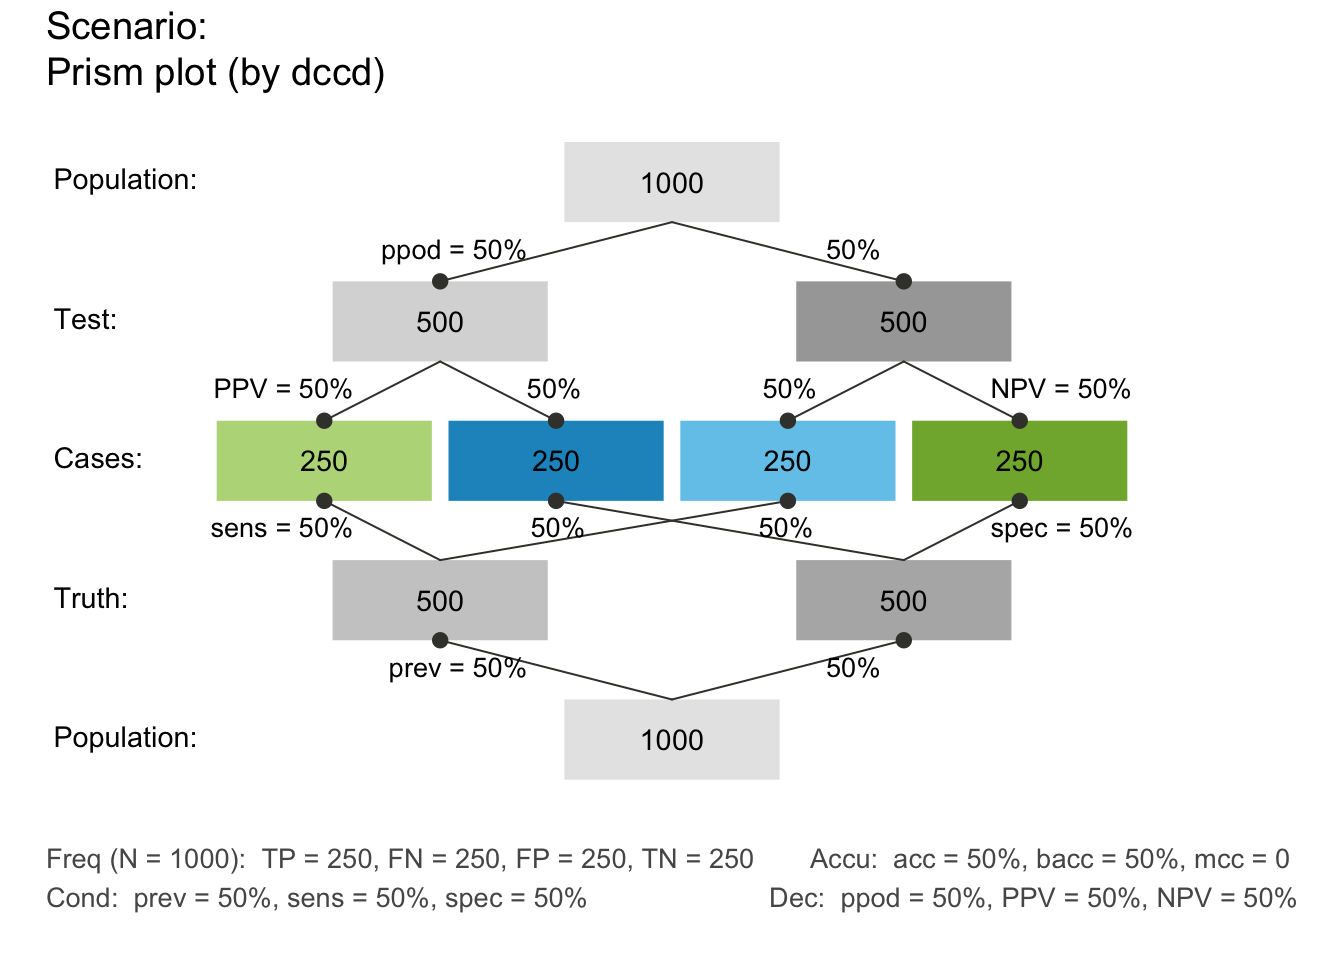 Scenario:
Prism plot (by dccd)
Population:
1000
ppod = 50%
50%
Test:
500
500
PPV = 50%
50%
50%
NPV = 50%
Cases:
250
250
250
250
sens = 50%
50%
50%
spec = 50%
Truth:
500
500
prev = 50%
50%
Population:
1000
Freq (N = 1000):  TP = 250, FN = 250, FP = 250, TN = 250
Accu:  acc = 50%, bacc = 50%, mcc = 0
Cond:  prev = 50%, sens = 50%, spec = 50%
Dec:  ppod = 50%, PPV = 50%, NPV = 50%